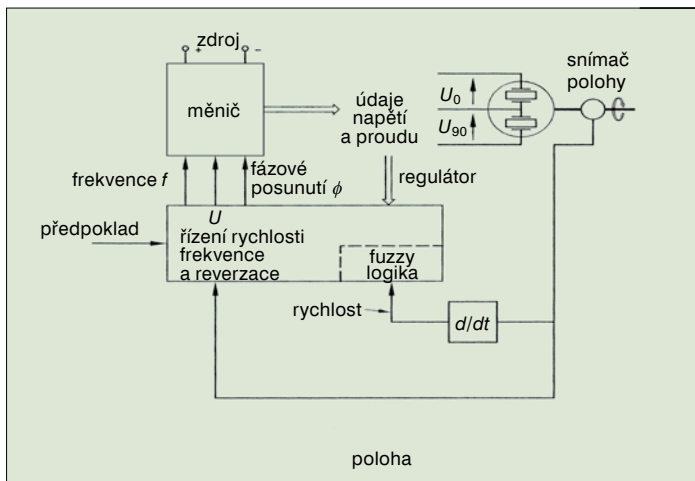 zdroj
+ -
měnič
údaje
napětí
a proudu
U0
U90
snímač
polohy
frekvence f
fázové
posunutí ϕ
regulátor
předpoklad
U
řízení rychlosti
frekvence
a reverzace
fuzzy
logika
rychlost
d/dt
poloha